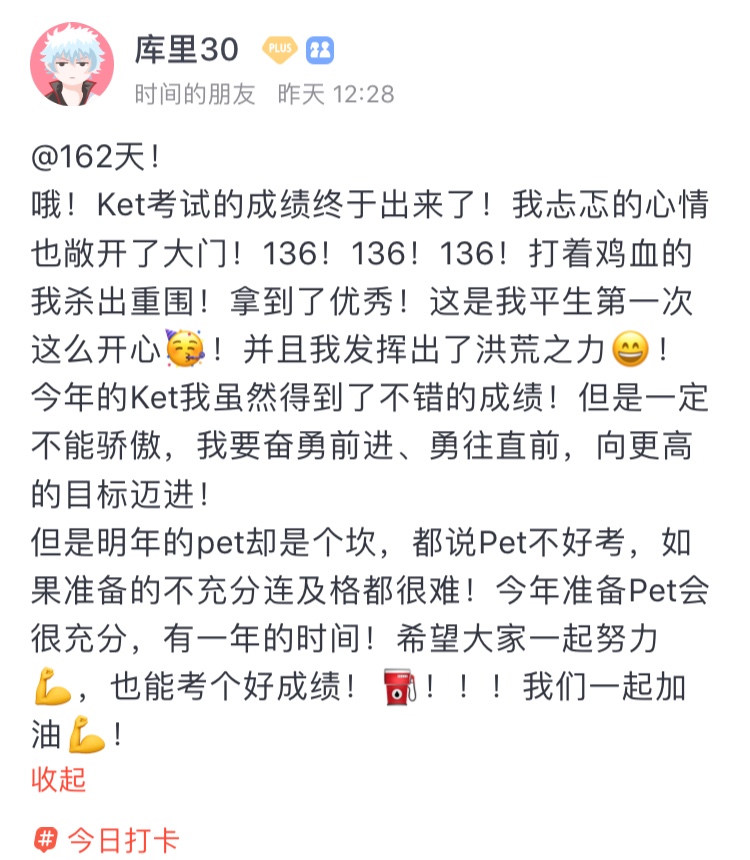 库里30 PLUS
时间的朋友 昨天 12:28
@162天！
哦！Ket考试的成绩终于出来了！我忐忑的心情
也敞开了大门！136！136！136！打着鸡血的
我杀出重围！拿到了优秀！这是我平生第一次
这么开心🥳！并且我发挥出了洪荒之力😄！
今年的Ket我虽然得到了不错的成绩！但是一定
不能骄傲，我要奋勇前进、勇往直前，向更高
的目标迈进！
但是明年的pet却是个坎，都说Pet不好考，如
果准备的不充分连及格都很难！今年准备Pet会
很充分，有一年的时间！希望大家一起努力
💪，也能考个好成绩！⛽！！！我们一起加
油💪！
收起
# 今日打卡